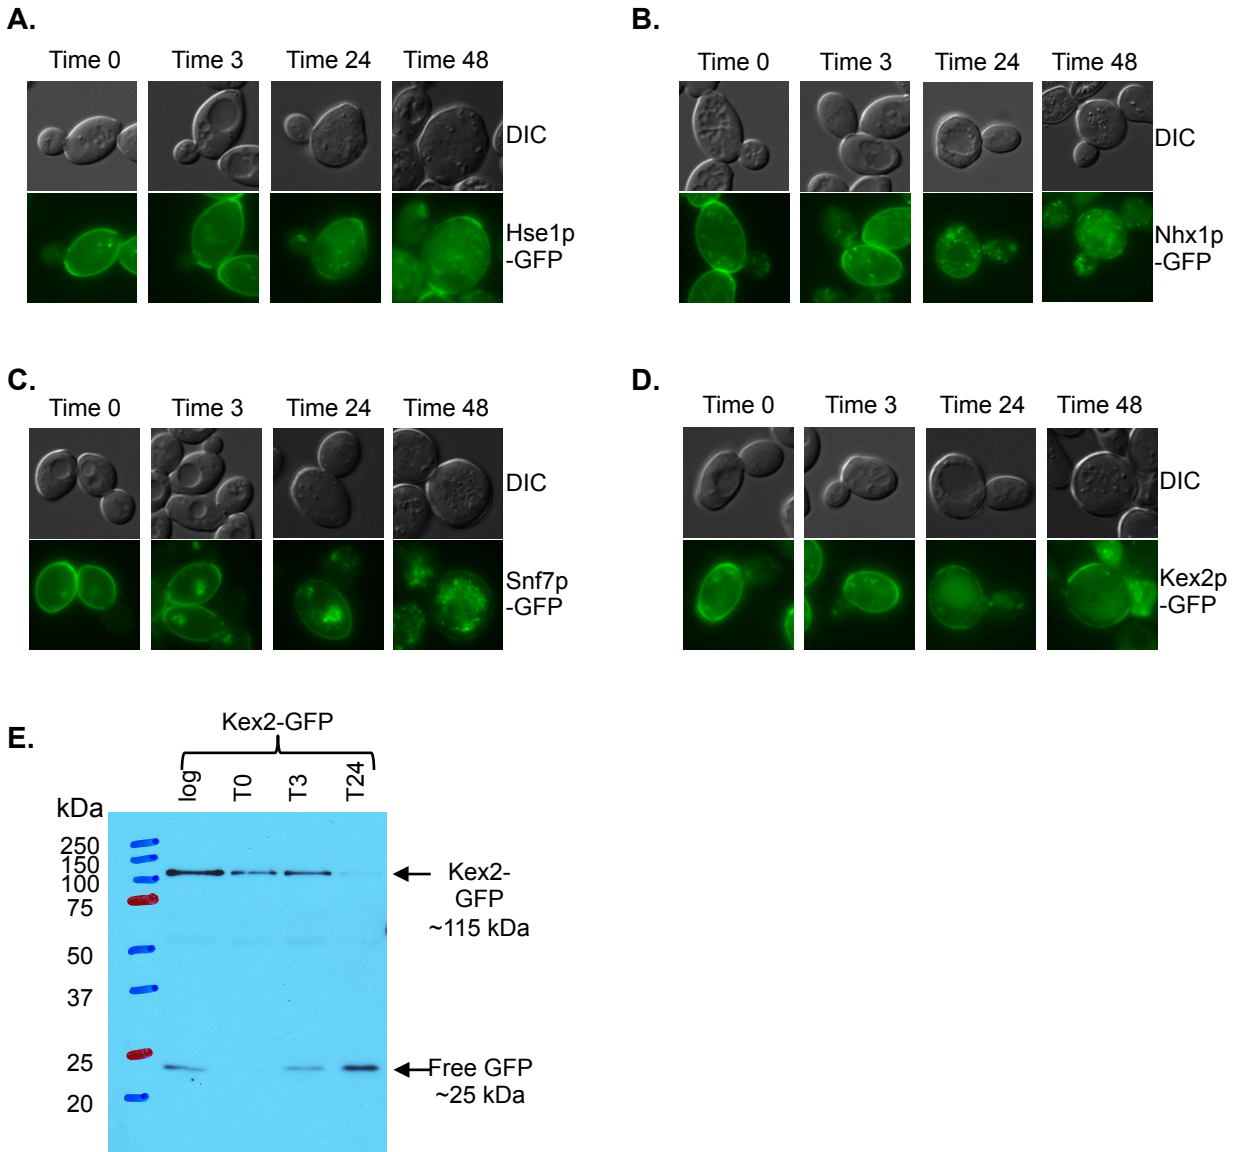 A.
Time 0 Time 3 Time 24 Time 48
DIC
Hse1p
-GFP
B.
Time 0 Time 3 Time 24 Time 48
DIC
Nhx1p
-GFP
C.
Time 0 Time 3 Time 24 Time 48
DIC
Snf7p
-GFP
D.
Time 0 Time 3 Time 24 Time 48
DIC
Kex2p
-GFP
E.
Kex2-GFP
log T0 T3 T24
kDa
250
150
100
75
50
37
25
20
Kex2-
GFP
~115 kDa
Free GFP
~25 kDa